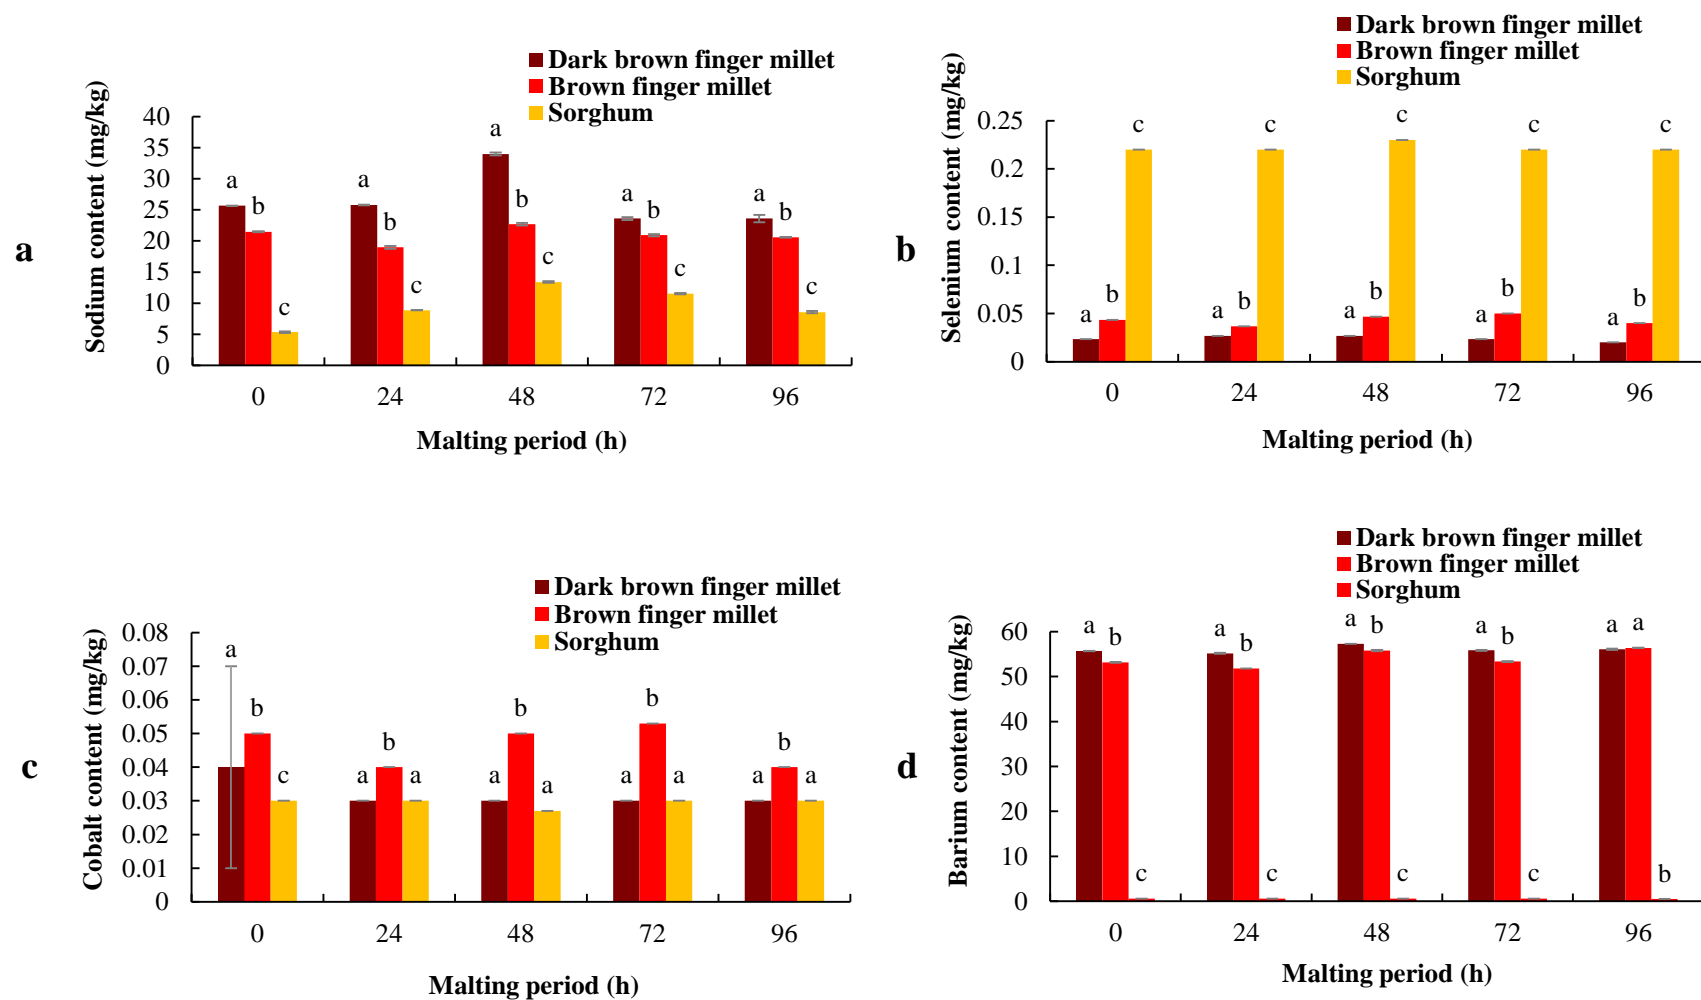 Dark brown finger millet
Brown finger millet
Sorghum
Sodium content (mg/kg)
40
35
30
25
20
15
10
5
0
a b c
a b c
a b c
a b c
a b c
0 24 48 72 96
Malting period (h)
a
Dark brown finger millet
Brown finger millet
Sorghum
Selenium content (mg/kg)
0.25
0.2
0.15
0.1
0.05
0
a b c
a b c
a b c
a b c
a b c
0 24 48 72 96
Malting period (h)
b
Dark brown finger millet
Brown finger millet
Sorghum
Cobalt content (mg/kg)
0.08
0.07
0.06
0.05
0.04
0.03
0.02
0.01
0
a b c
a b a
a b a
a b a
a b a
0 24 48 72 96
Malting period (h)
c
Dark brown finger millet
Brown finger millet
Sorghum
Barium content (mg/kg)
60
50
40
30
20
10
0
a b c
a b c
a b c
a b c
a a b
0 24 48 72 96
Malting period (h)
d